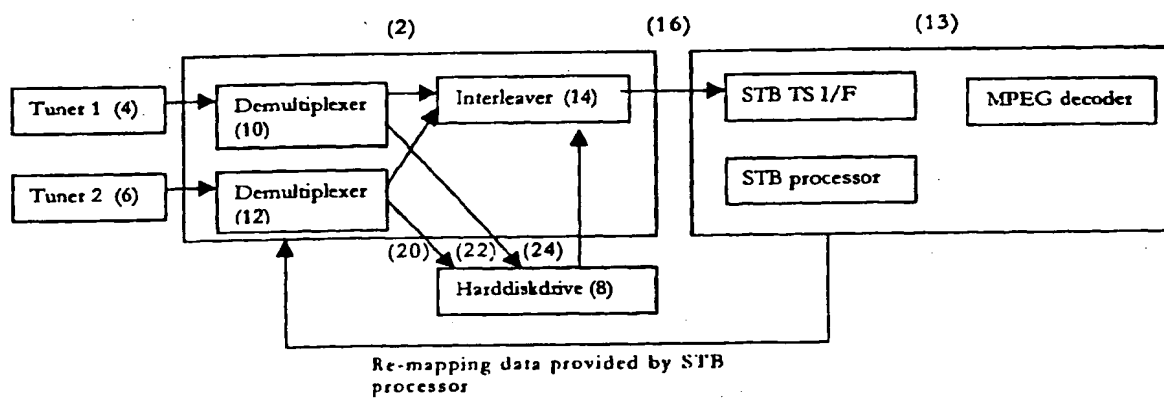 (2) (16) (13)
Tuner 1 (4)
Demultiplexer
(10)
Interleaver (14)
STB TS I/F
MPEG decoder
Tuner 2 (6)
Demultiplexer
(12)
STB processor
(20) (22) (24)
Harddiskdrive (8)
Re-mapping data provided by STB
processor